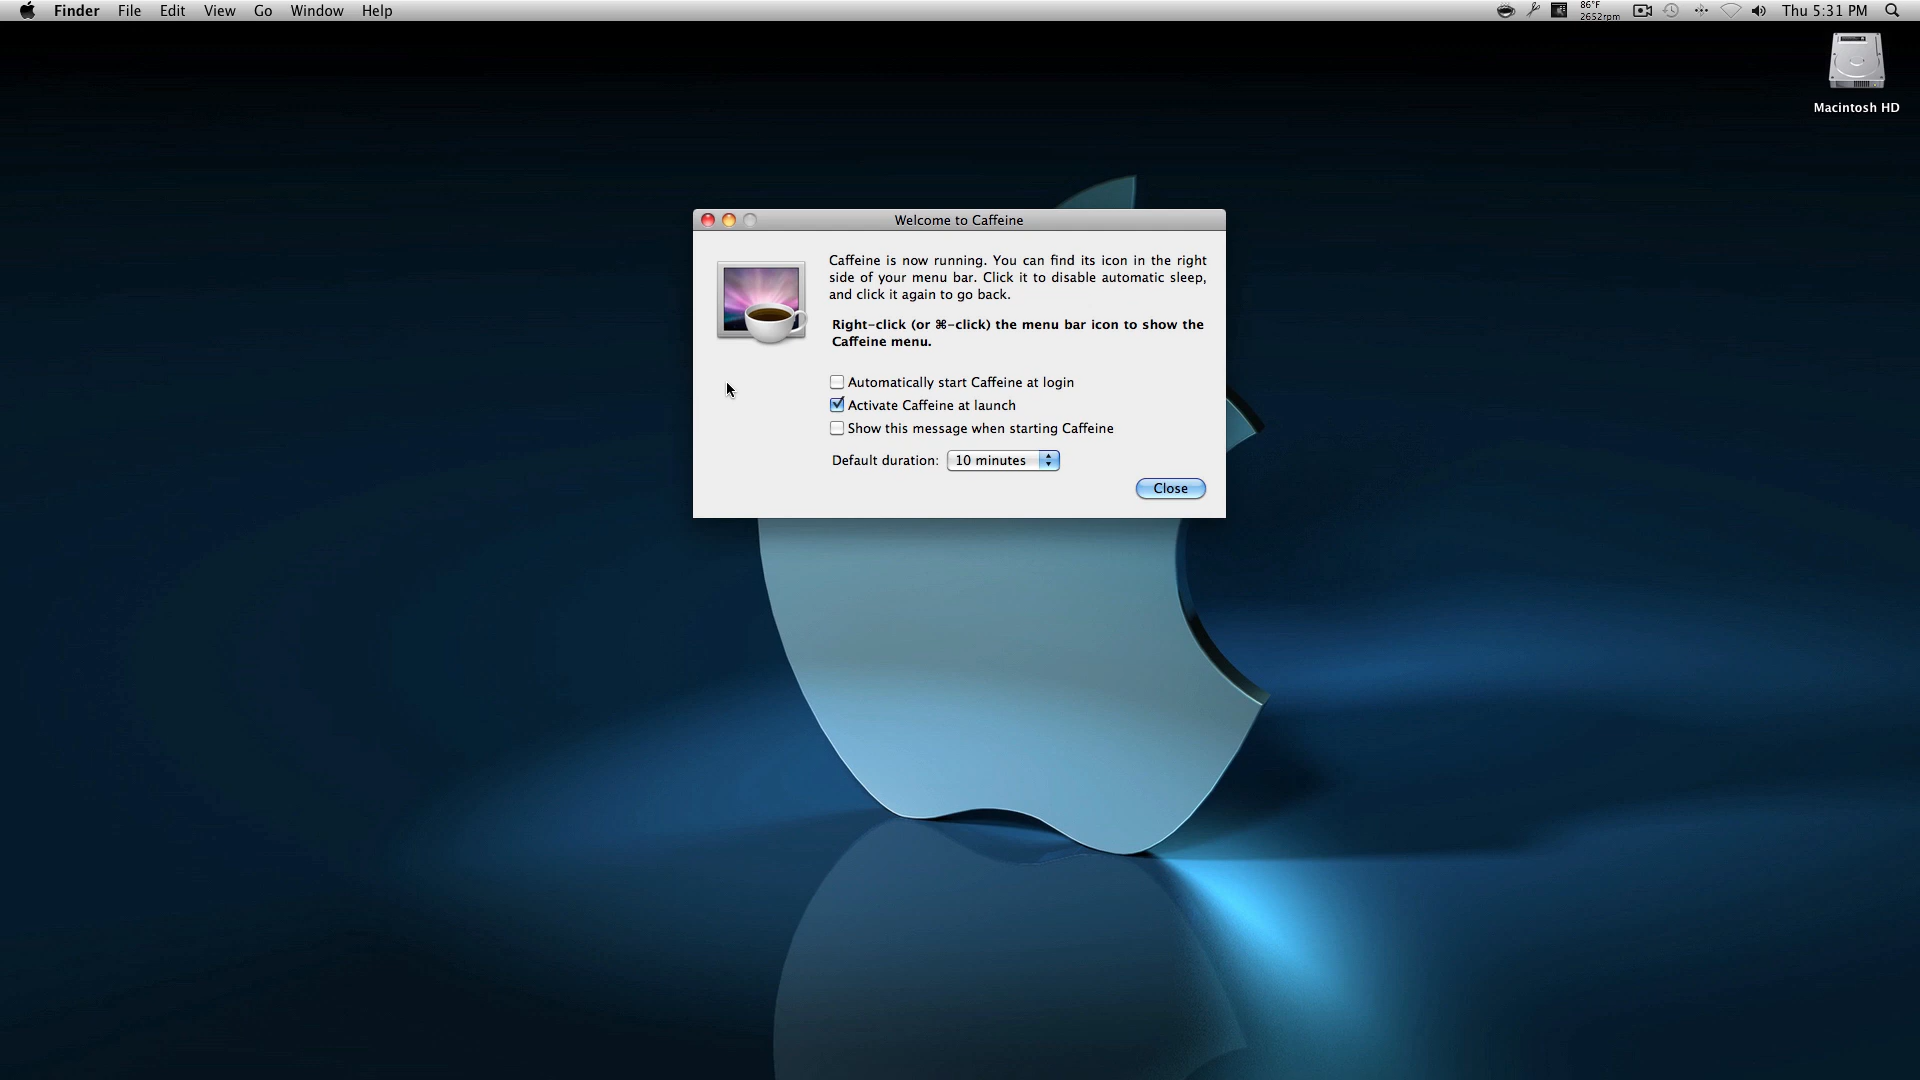 Finder File Edit View Go Window Help
86°F
2652rpm
Thu 5:31 PM
Macintosh HD
Welcome to Caffeine
Caffeine is now running. You can find its icon in the right
side of your menu bar. Click it to disable automatic sleep,
and click it again to go back.
Right-click (or ⌘-click) the menu bar icon to show the
Caffeine menu.
Automatically start Caffeine at login
Activate Caffeine at launch
Show this message when starting Caffeine
Default duration: 10 minutes
Close